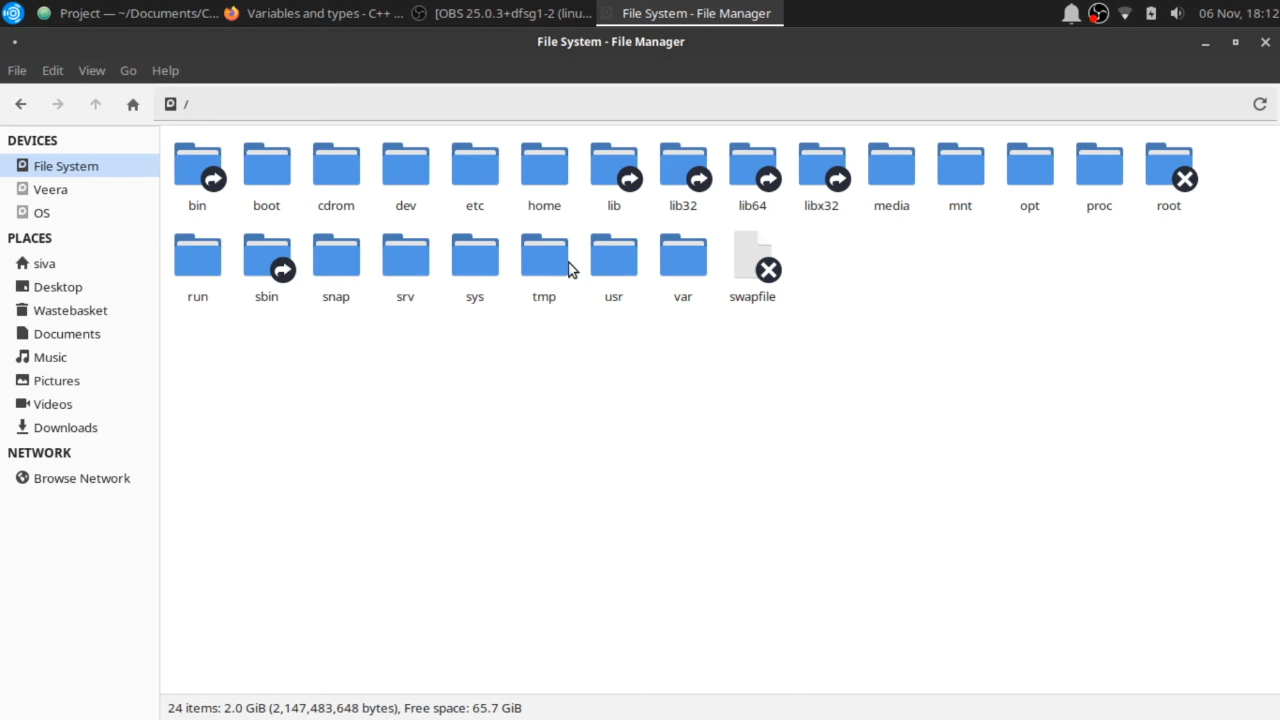 Project — ~/Documents/C...
Variables and types - C++ ...
[OBS 25.0.3+dfsg1-2 (linu...
File System - File Manager
06 Nov, 18:12
File System - File Manager
File Edit View Go Help
/
DEVICES
File System
Veera
OS
PLACES
siva
Desktop
Wastebasket
Documents
Music
Pictures
Videos
Downloads
NETWORK
Browse Network
bin boot cdrom dev etc home lib lib32 lib64 libx32 media mnt opt proc root
run sbin snap srv sys tmp usr var swapfile
24 items: 2.0 GiB (2,147,483,648 bytes), Free space: 65.7 GiB